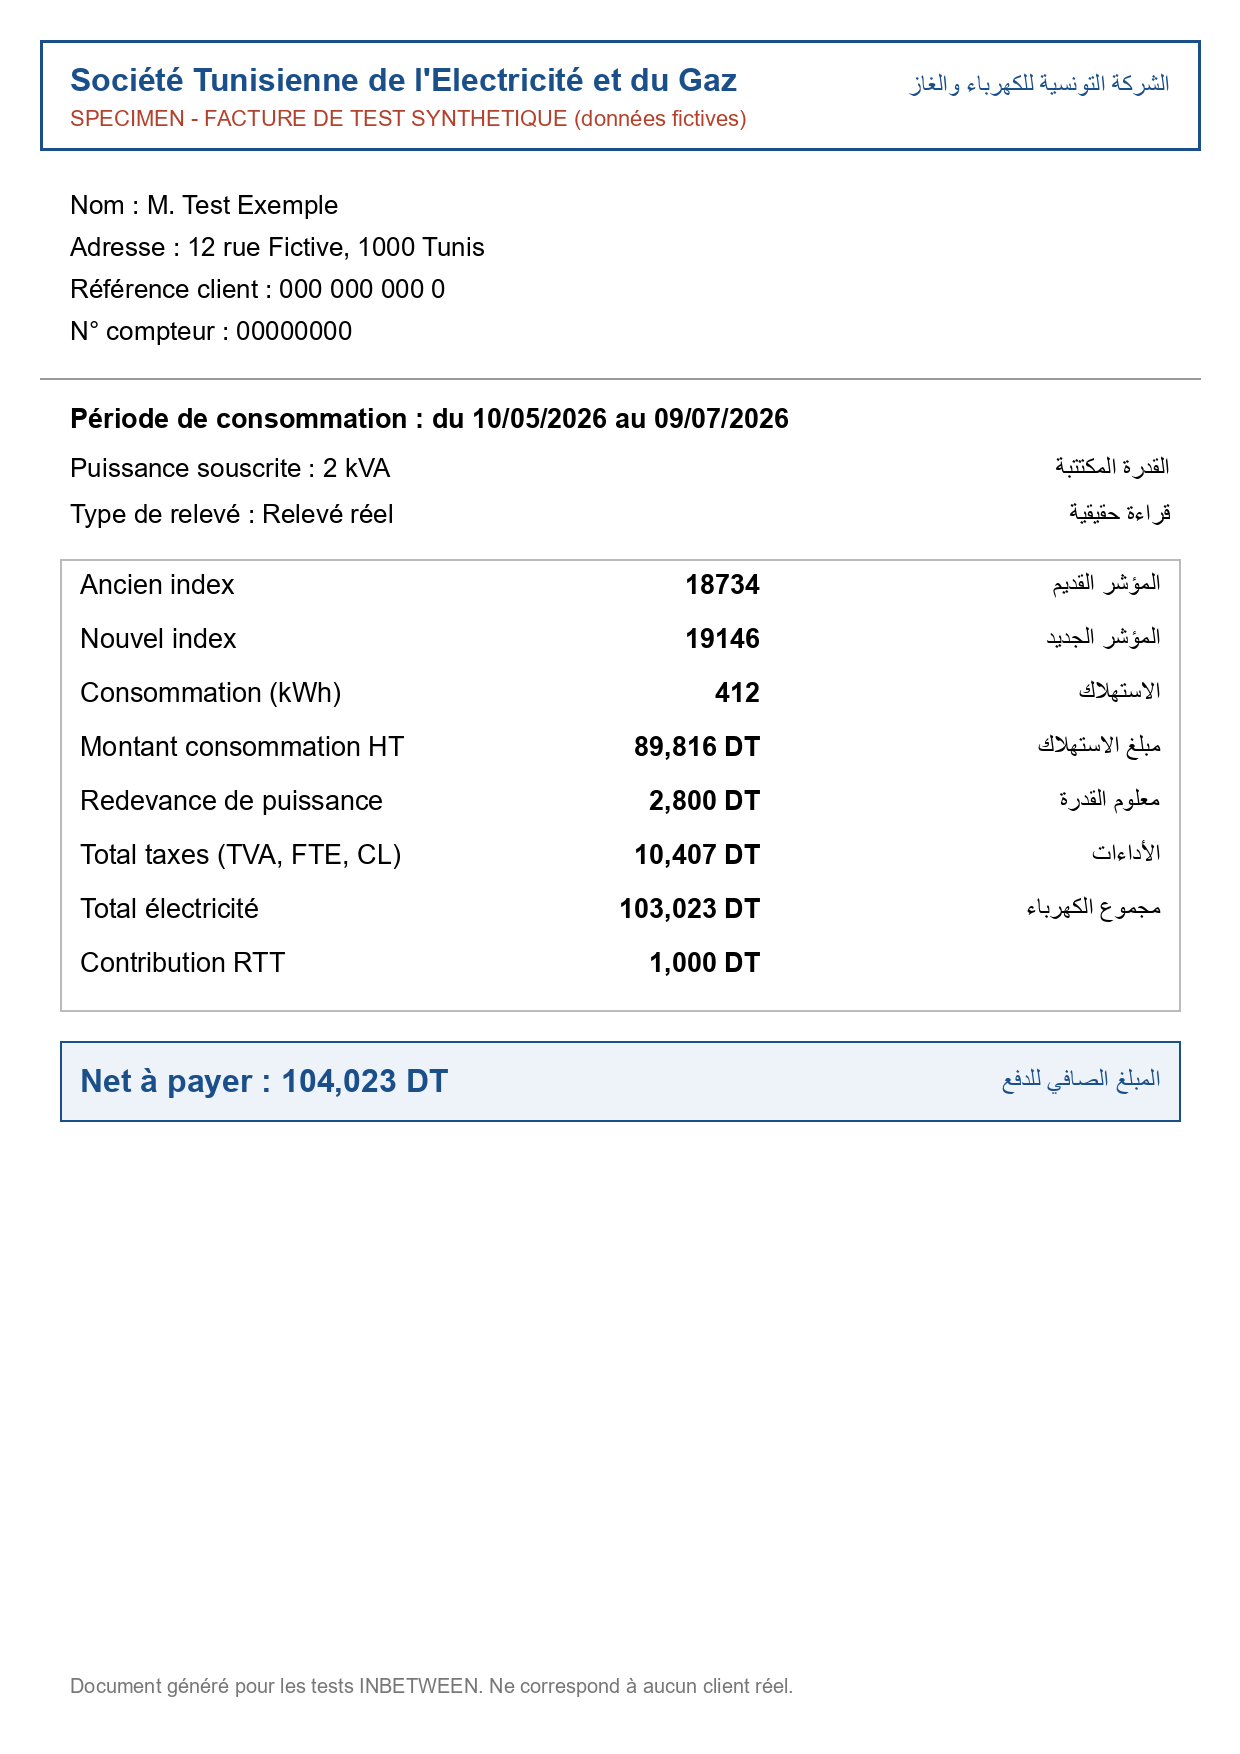 Société Tunisienne de l'Electricité et du Gaz الشركة التونسية للكهرباء والغاز
SPECIMEN - FACTURE DE TEST SYNTHETIQUE (données fictives)
Nom : M. Test Exemple
Adresse : 12 rue Fictive, 1000 Tunis
Référence client : 000 000 000 0
N° compteur : 00000000
Période de consommation : du 10/05/2026 au 09/07/2026
Puissance souscrite : 2 kVA القدرة المكتتبة
Type de relevé : Relevé réel قراءة حقيقية
Ancien index 18734 المؤشر القديم
Nouvel index 19146 المؤشر الجديد
Consommation (kWh) 412 الاستهلاك
Montant consommation HT 89,816 DT مبلغ الاستهلاك
Redevance de puissance 2,800 DT معلوم القدرة
Total taxes (TVA, FTE, CL) 10,407 DT الأداءات
Total électricité 103,023 DT مجموع الكهرباء
Contribution RTT 1,000 DT
Net à payer : 104,023 DT المبلغ الصافي للدفع
Document généré pour les tests INBETWEEN. Ne correspond à aucun client réel.